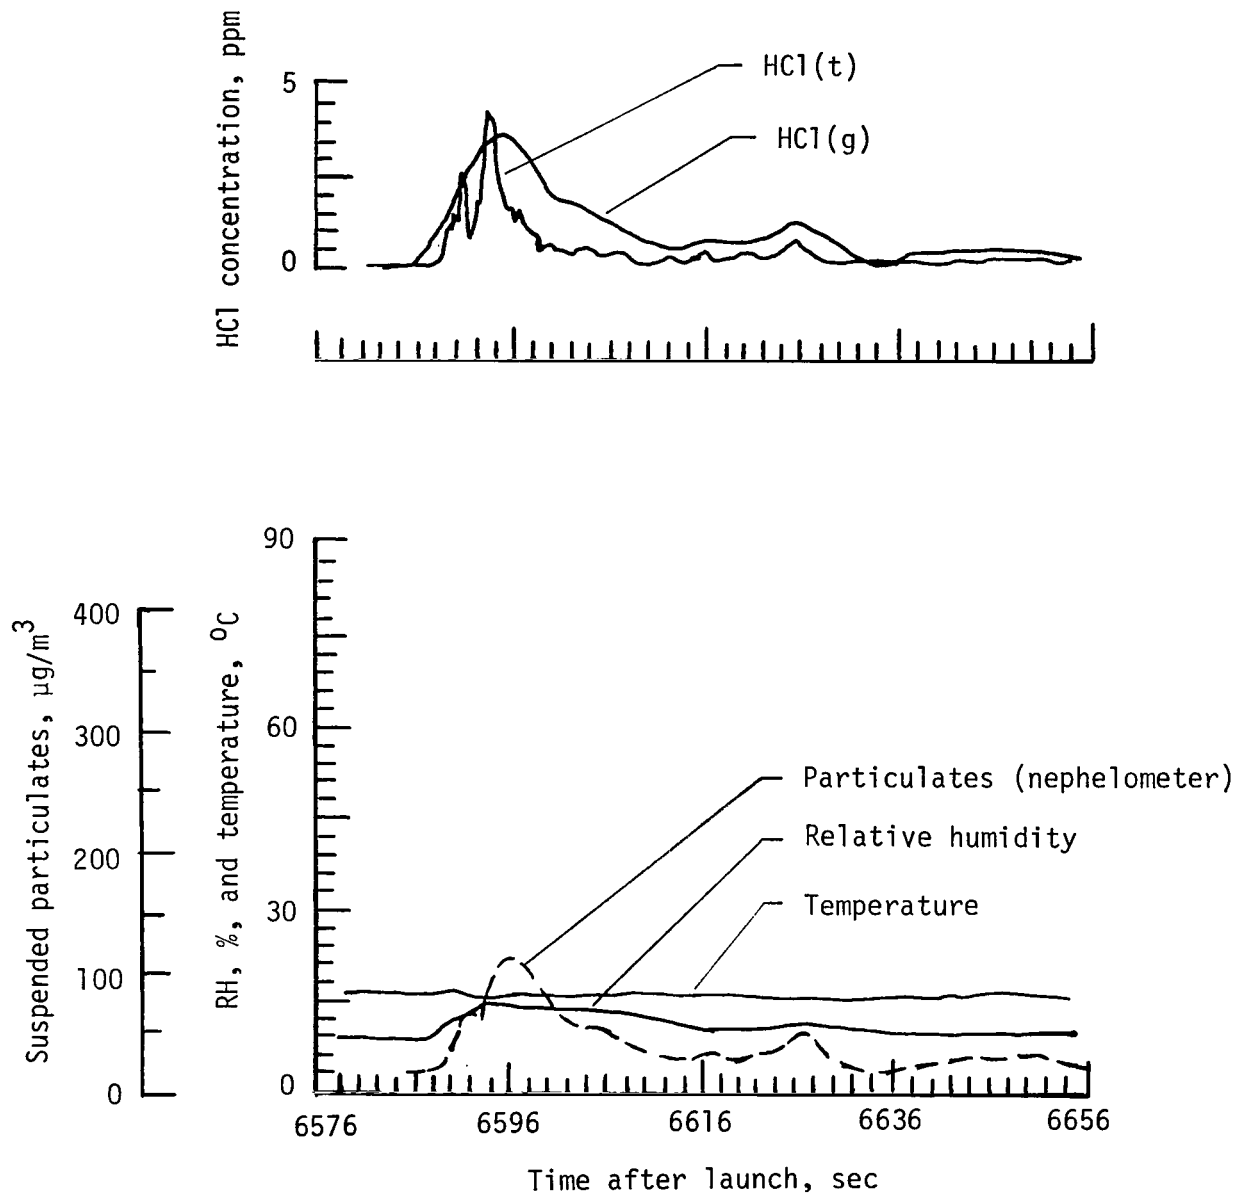 HCl concentration, ppm
5
0
HCl(t)
HCl(g)
Suspended particulates, µg/m³
400
300
200
100
0
RH, %, and temperature, °C
90
60
30
0
Particulates (nephelometer)
Relative humidity
Temperature
6576 6596 6616 6636 6656
Time after launch, sec